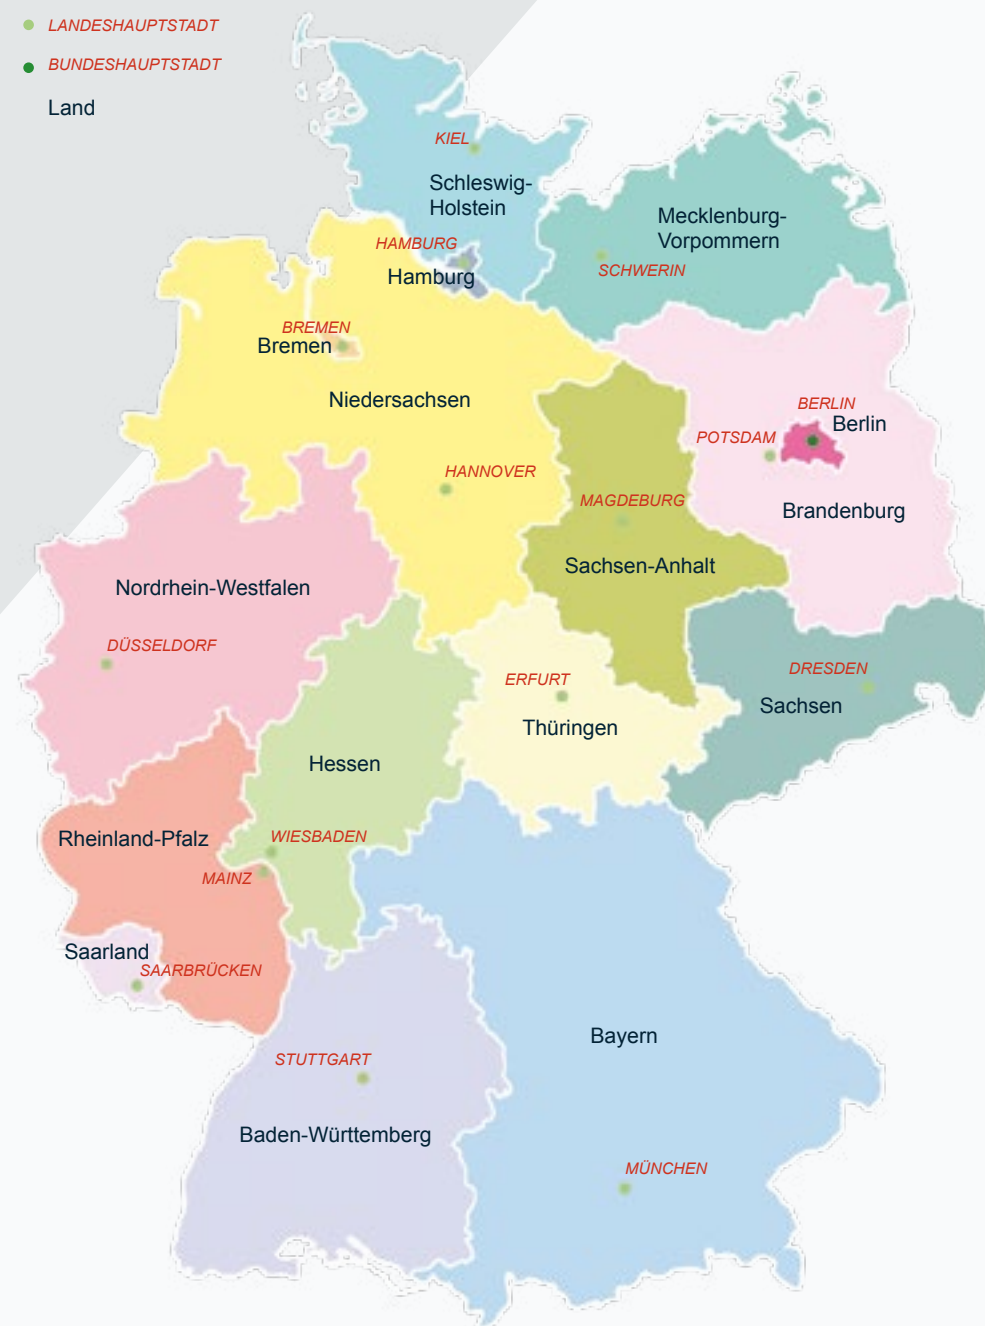 LANDESHAUPTSTADT
BUNDESHAUPTSTADT
Land
KIEL
Schleswig-
Holstein
Mecklenburg-
Vorpommern
SCHWERIN
HAMBURG
Hamburg
BREMEN
Bremen
Niedersachsen
HANNOVER
BERLIN
Berlin
POTSDAM
Brandenburg
MAGDEBURG
Sachsen-Anhalt
Nordrhein-Westfalen
DÜSSELDORF
ERFURT
Thüringen
DRESDEN
Sachsen
Hessen
WIESBADEN
Rheinland-Pfalz
MAINZ
Saarland
SAARBRÜCKEN
Bayern
STUTTGART
Baden-Württemberg
MÜNCHEN